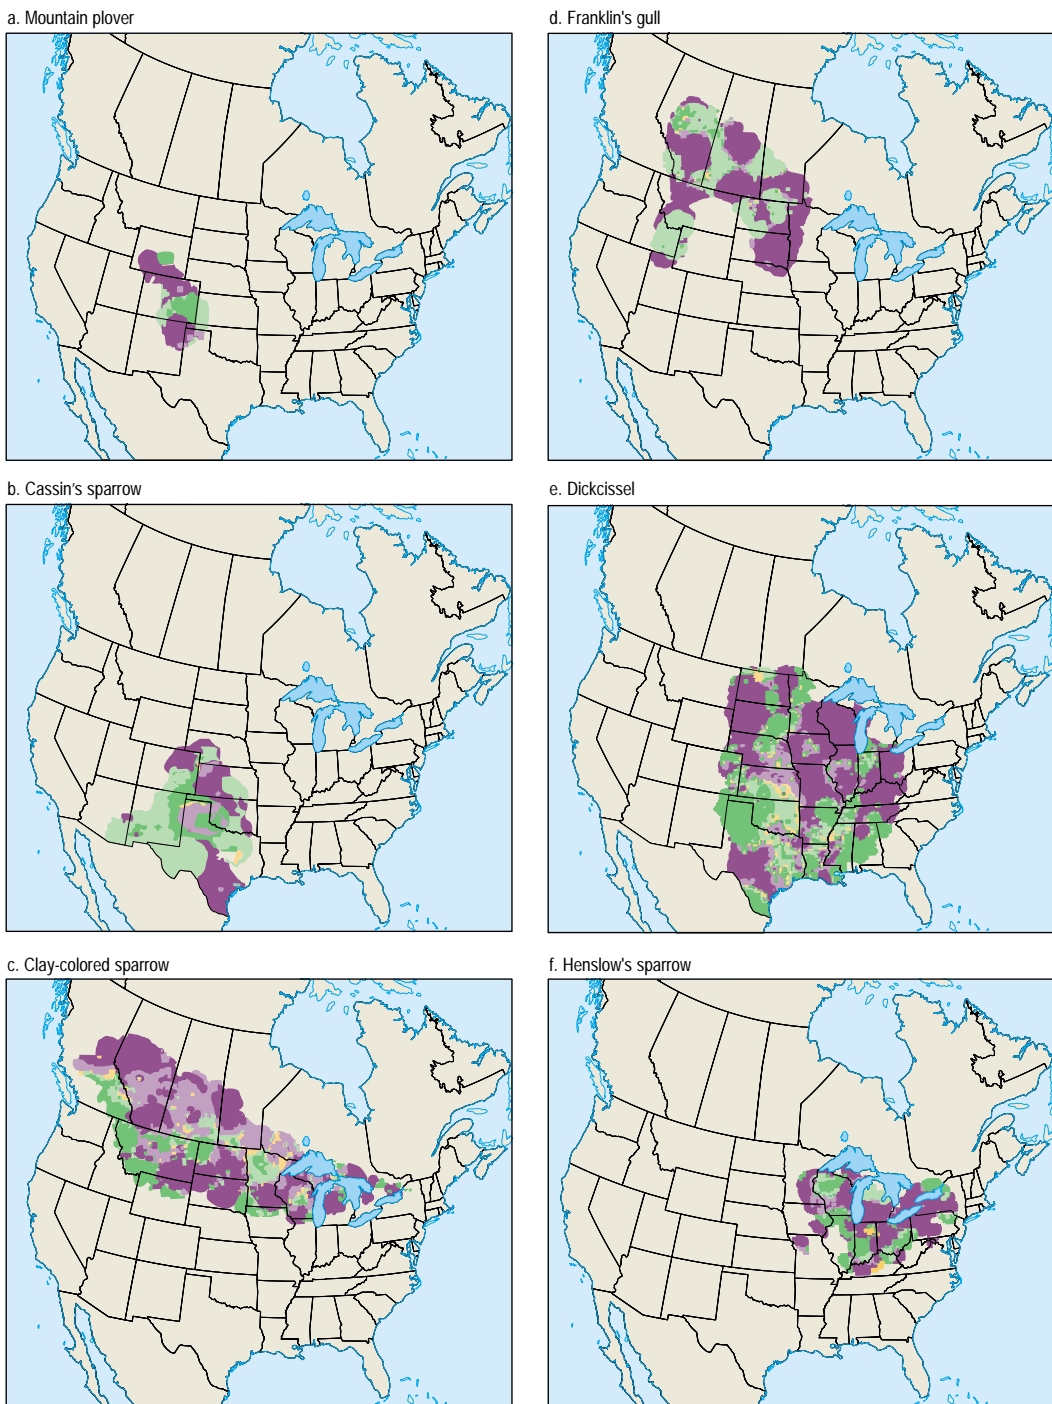 a. Mountain plover
d. Franklin's gull
b. Cassin's sparrow
e. Dickcissel
c. Clay-colored sparrow
f. Henslow's sparrow